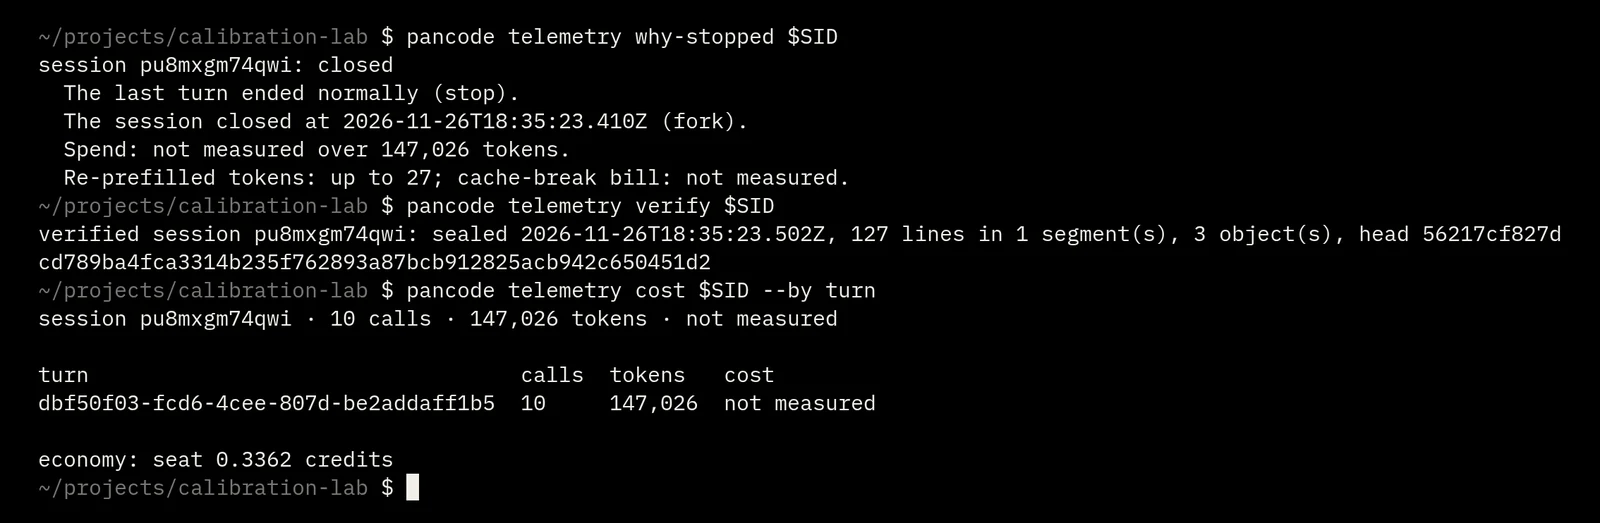 ~/projects/calibration-lab $ pancode telemetry why-stopped $SID
session pu8mxgm74qwi: closed
  The last turn ended normally (stop).
  The session closed at 2026-11-26T18:35:23.410Z (fork).
  Spend: not measured over 147,026 tokens.
  Re-prefilled tokens: up to 27; cache-break bill: not measured.
~/projects/calibration-lab $ pancode telemetry verify $SID
verified session pu8mxgm74qwi: sealed 2026-11-26T18:35:23.502Z, 127 lines in 1 segment(s), 3 object(s), head 56217cf827d
cd789ba4fca3314b235f762893a87bcb912825acb942c650451d2
~/projects/calibration-lab $ pancode telemetry cost $SID --by turn
session pu8mxgm74qwi · 10 calls · 147,026 tokens · not measured
turn                                  calls  tokens   cost
dbf50f03-fcd6-4cee-807d-be2addaff1b5  10     147,026  not measured
economy: seat 0.3362 credits
~/projects/calibration-lab $